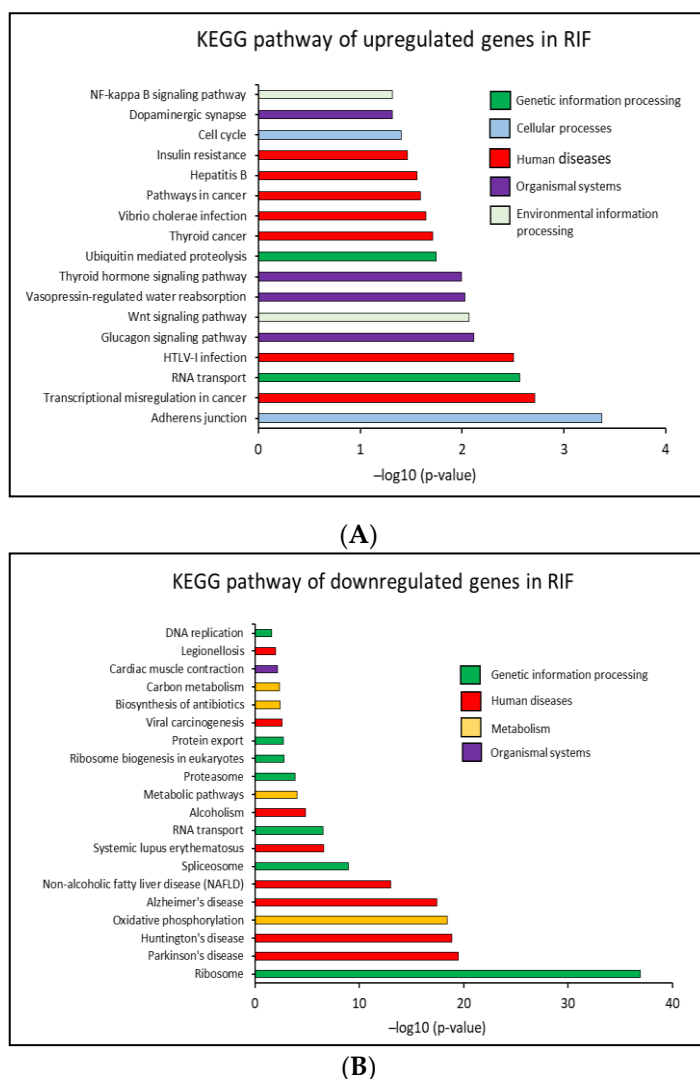 KEGG pathway of upregulated genes in RIF
NF-kappa B signaling pathway
Dopaminergic synapse
Cell cycle
Insulin resistance
Hepatitis B
Pathways in cancer
Vibrio cholerae infection
Thyroid cancer
Ubiquitin mediated proteolysis
Thyroid hormone signaling pathway
Vasopressin-regulated water reabsorption
Wnt signaling pathway
Glucagon signaling pathway
HTLV-I infection
RNA transport
Transcriptional misregulation in cancer
Adherens junction
Genetic information processing
Cellular processes
Human diseases
Organismal systems
Environmental information
processing
0 1 2 3 4
–log10 (p-value)
(A)
KEGG pathway of downregulated genes in RIF
DNA replication
Legionellosis
Cardiac muscle contraction
Carbon metabolism
Biosynthesis of antibiotics
Viral carcinogenesis
Protein export
Ribosome biogenesis in eukaryotes
Proteasome
Metabolic pathways
Alcoholism
RNA transport
Systemic lupus erythematosus
Spliceosome
Non-alcoholic fatty liver disease (NAFLD)
Alzheimer's disease
Oxidative phosphorylation
Huntington's disease
Parkinson's disease
Ribosome
Genetic information processing
Human diseases
Metabolism
Organismal systems
0 10 20 30 40
–log10 (p-value)
(B)